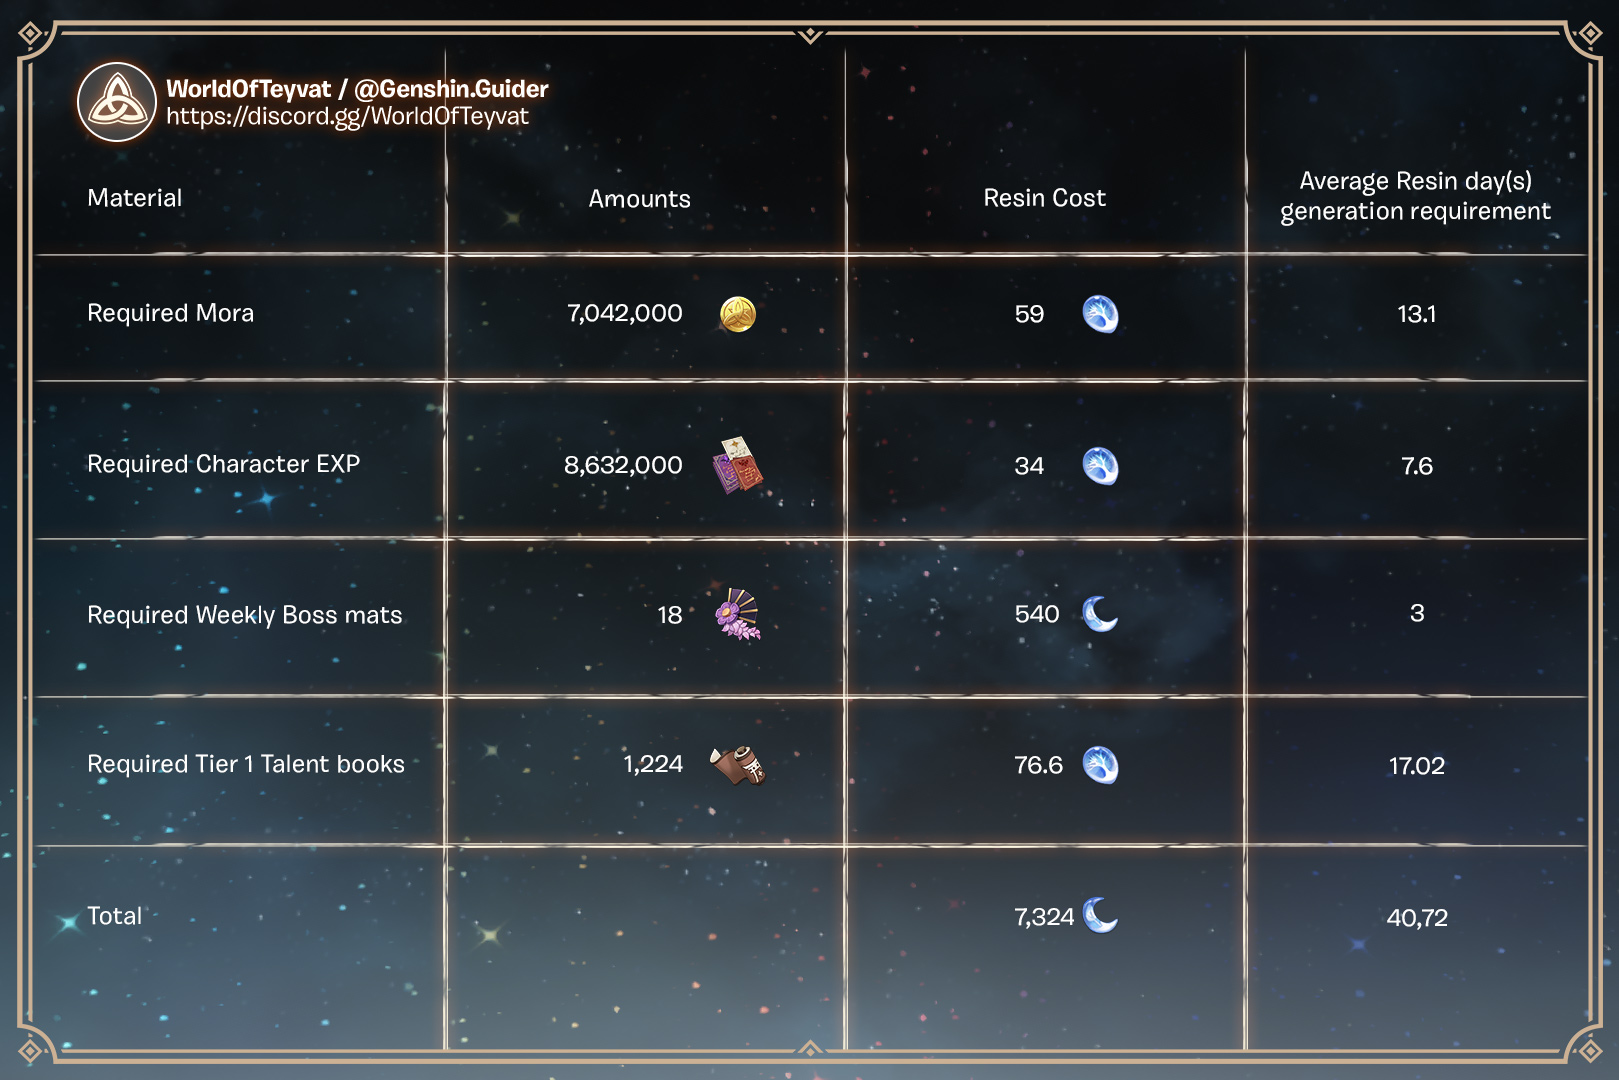 WorldOfTeyvat / @Genshin.Guider
https://discord.gg/WorldOfTeyvat
Material
Amounts
Resin Cost
Average Resin day(s)
generation requirement
Required Mora
7,042,000
59
13.1
Required Character EXP
8,632,000
34
7.6
Required Weekly Boss mats
18
540
3
Required Tier 1 Talent books
1,224
76.6
17.02
Total
7,324
40,72